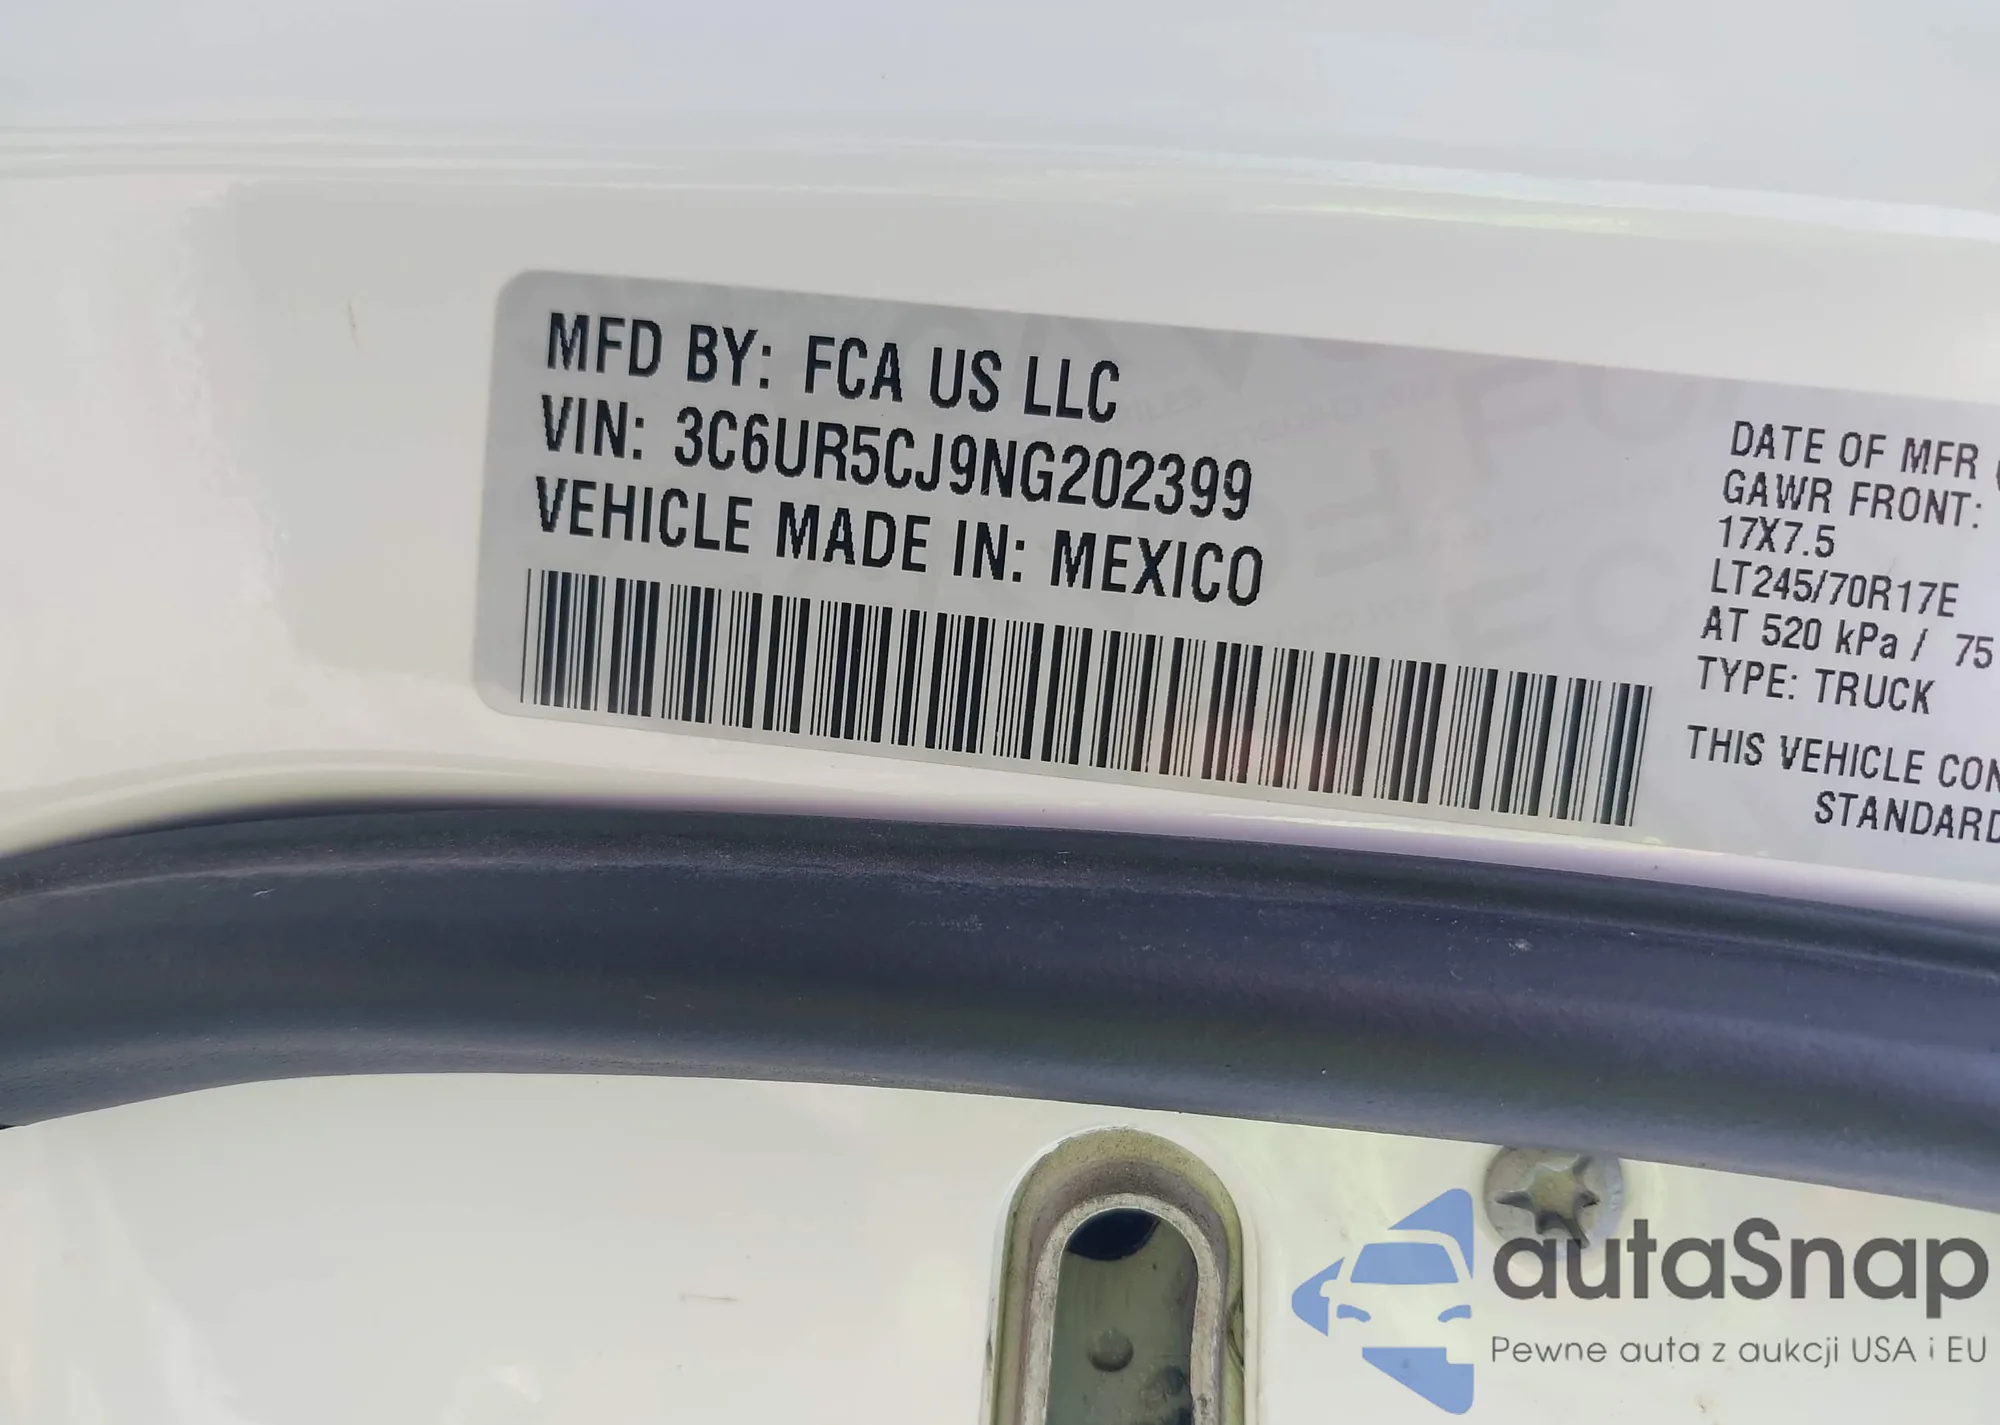 MFD BY: FCA US LLC
VIN: 3C6UR5CJ9NG202399
VEHICLE MADE IN: MEXICO
DATE OF MFR
GAWR FRONT:
17X7.5
LT245/70R17E
AT 520 kPa / 75
TYPE: TRUCK
THIS VEHICLE CON
STANDARD
autaSnap
Pewne auta z aukcji USA i EU